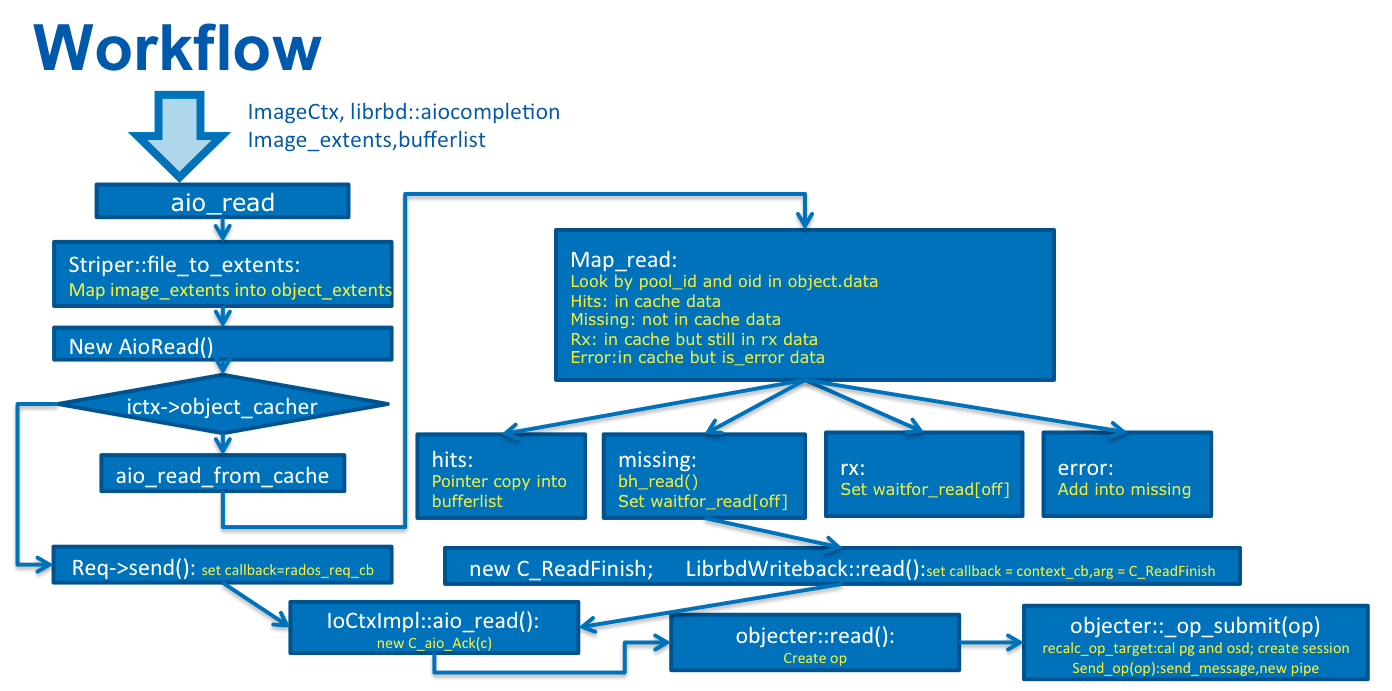 Workflow
ImageCtx, librbd::aiocompletion
Image_extents,bufferlist
aio_read
Striper::file_to_extents:
Map image_extents into object_extents
New AioRead()
ictx->object_cacher
aio_read_from_cache
Map_read:
Look by pool_id and oid in object.data
Hits: in cache data
Missing: not in cache data
Rx: in cache but still in rx data
Error:in cache but is_error data
hits:
Pointer copy into
bufferlist
missing:
bh_read()
Set waitfor_read[off]
rx:
Set waitfor_read[off]
error:
Add into missing
Req->send(): set callback=rados_req_cb
new C_ReadFinish; LibrbdWriteback::read():set callback = context_cb,arg = C_ReadFinish
IoCtxImpl::aio_read():
new C_aio_Ack(c)
objecter::read():
Create op
objecter::_op_submit(op)
recalc_op_target:cal pg and osd; create session
Send_op(op):send_message,new pipe